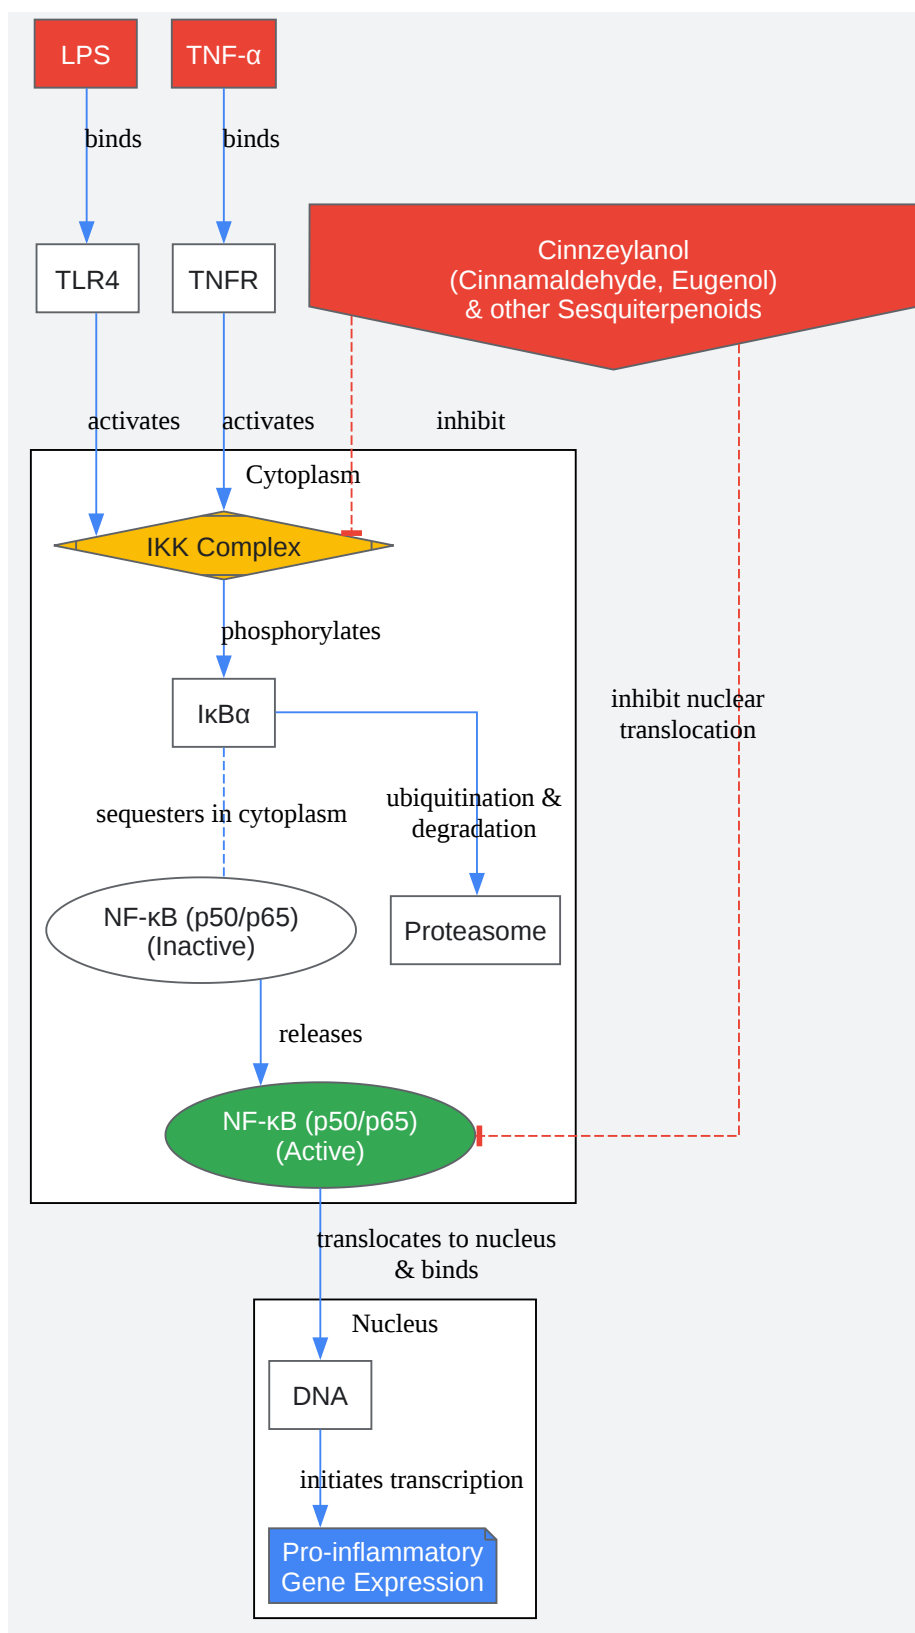 LPS
TNF-α
binds
binds
TLR4
TNFR
Cinnzeylanol
(Cinnamaldehyde, Eugenol)
& other Sesquiterpenoids
activates
activates
inhibit
Cytoplasm
IKK Complex
phosphorylates
IκBα
inhibit nuclear
translocation
sequesters in cytoplasm
ubiquitination &
degradation
NF-κB (p50/p65)
(Inactive)
Proteasome
releases
NF-κB (p50/p65)
(Active)
translocates to nucleus
& binds
Nucleus
DNA
initiates transcription
Pro-inflammatory
Gene Expression